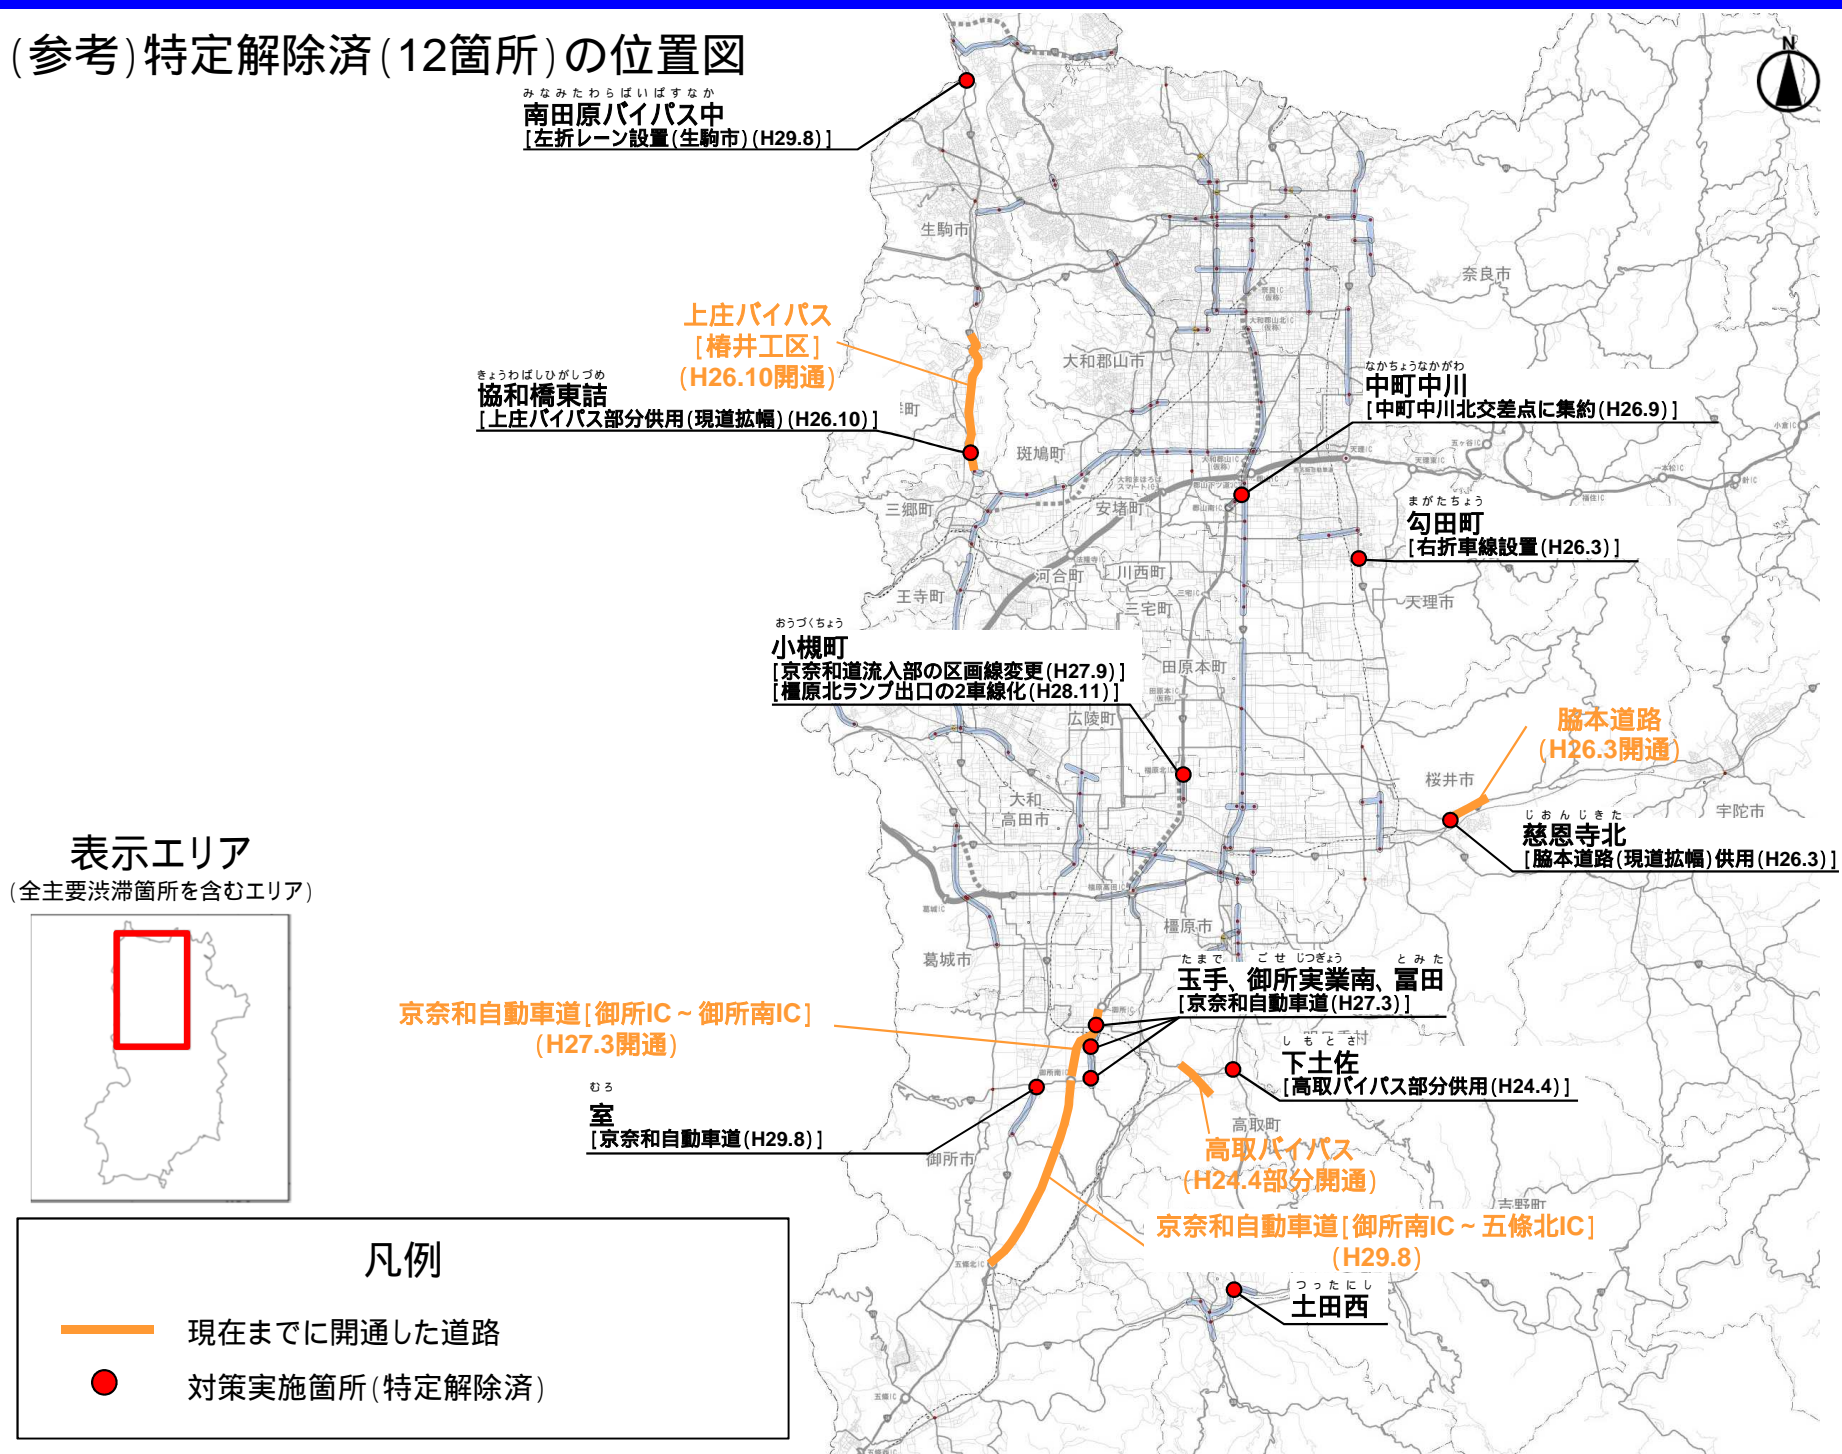 (参考)特定解除済(12箇所)の位置図
みなみたわらばいぱすなか
南田原バイパス中
[左折レーン設置(生駒市)(H29.8)]
N
生駒市
奈良市
上庄バイパス
[椿井工区]
(H26.10開通)
大和郡山市
きょうわばしひがしづめ
協和橋東詰
[上庄バイパス部分供用(現道拡幅)(H26.10)]
なかちょうなかがわ
中町中川
[中町中川北交差点に集約(H26.9)]
斑鳩町
三郷町
安堵町
まがたちょう
勾田町
[右折車線設置(H26.3)]
河合町
川西町
王寺町
三宅町
天理市
おうづくちょう
小槻町
[京奈和道流入部の区画線変更(H27.9)]
[橿原北ランプ出口の2車線化(H28.11)]
田原本町
広陵町
脇本道路
(H26.3開通)
桜井市
宇陀市
大和
高田市
じおんじきた
慈恩寺北
[脇本道路(現道拡幅)供用(H26.3)]
表示エリア
(全主要渋滞箇所を含むエリア)
橿原市
葛城市
たまで ごせ じつぎょう とみた
玉手、御所実業南、冨田
[京奈和自動車道(H27.3)]
京奈和自動車道[御所IC~御所南IC]
(H27.3開通)
しもとさ
下土佐
[高取バイパス部分供用(H24.4)]
むろ
室
[京奈和自動車道(H29.8)]
御所市
高取町
高取バイパス
(H24.4部分開通)
吉野町
京奈和自動車道[御所南IC~五條北IC]
(H29.8)
つったにし
土田西
凡例
現在までに開通した道路
対策実施箇所(特定解除済)